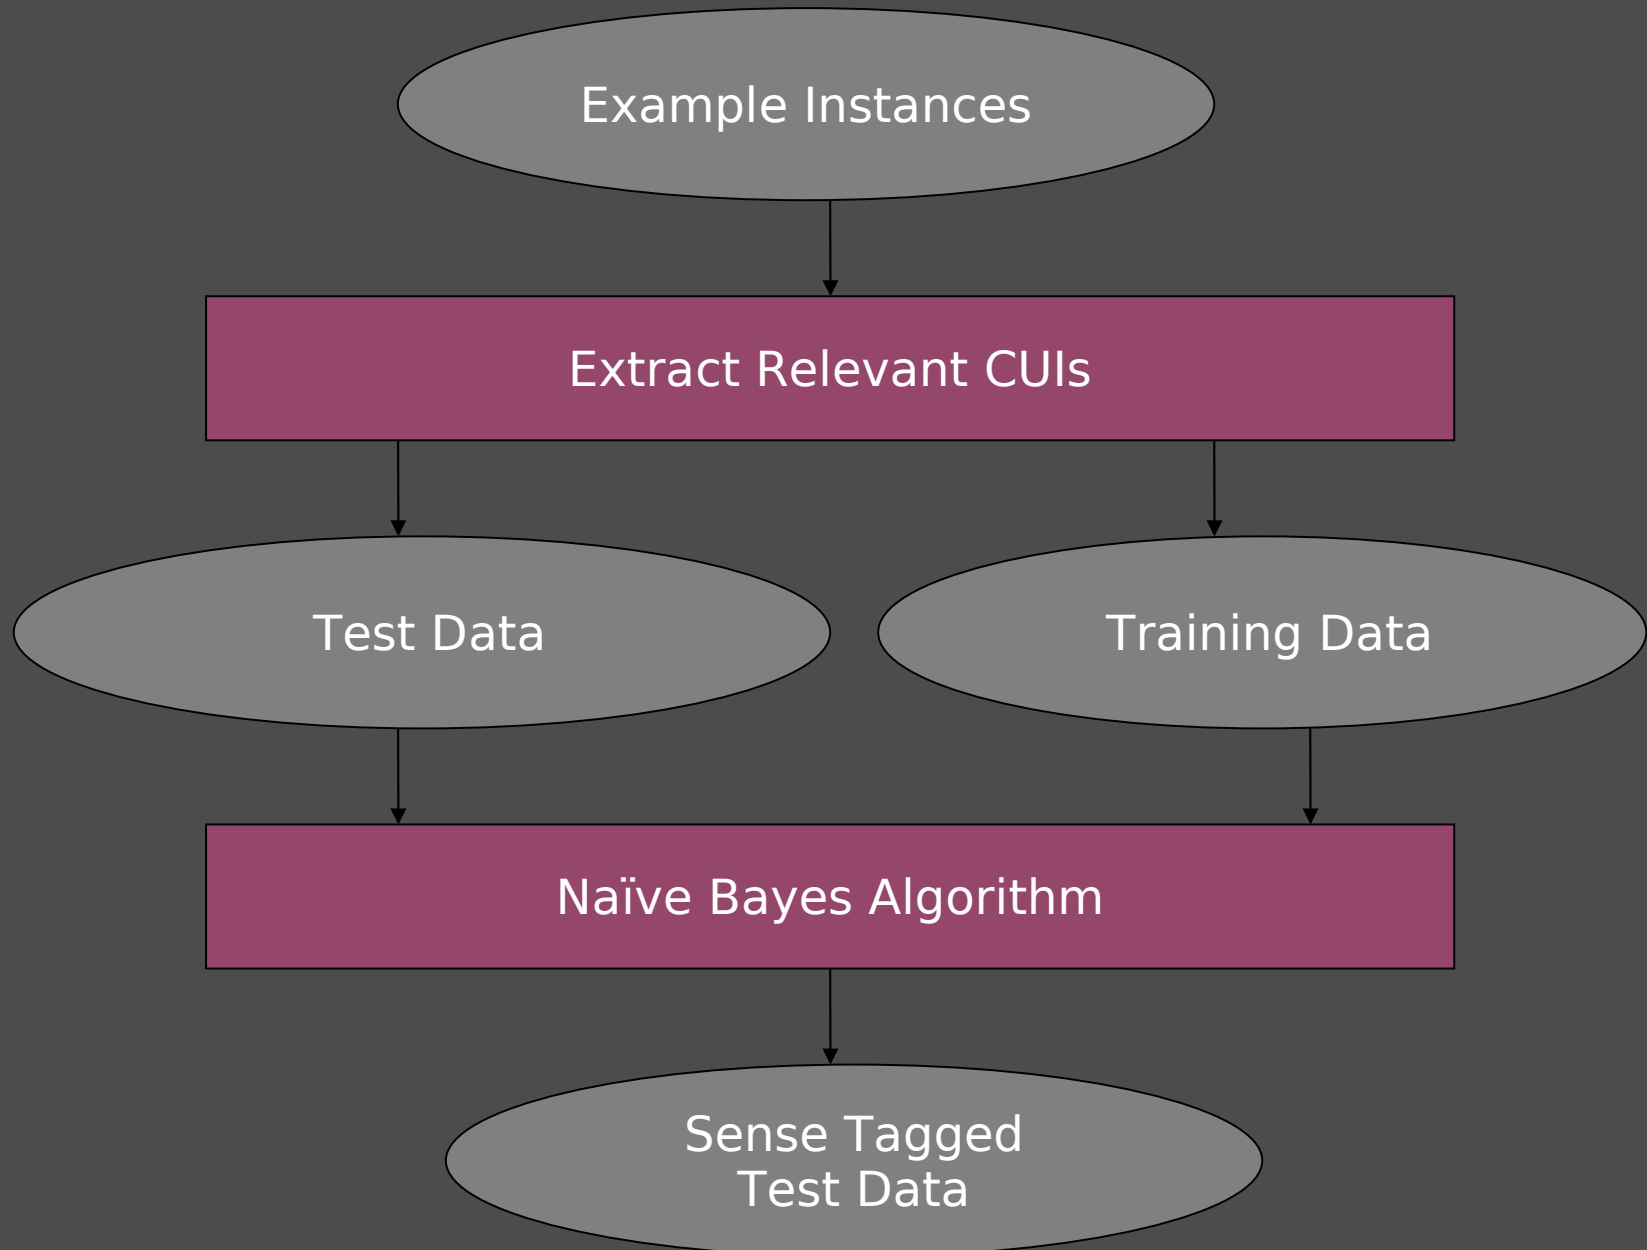 Example Instances
Extract Relevant CUIs
Test Data
Training Data
Naïve Bayes Algorithm
Sense Tagged
Test Data